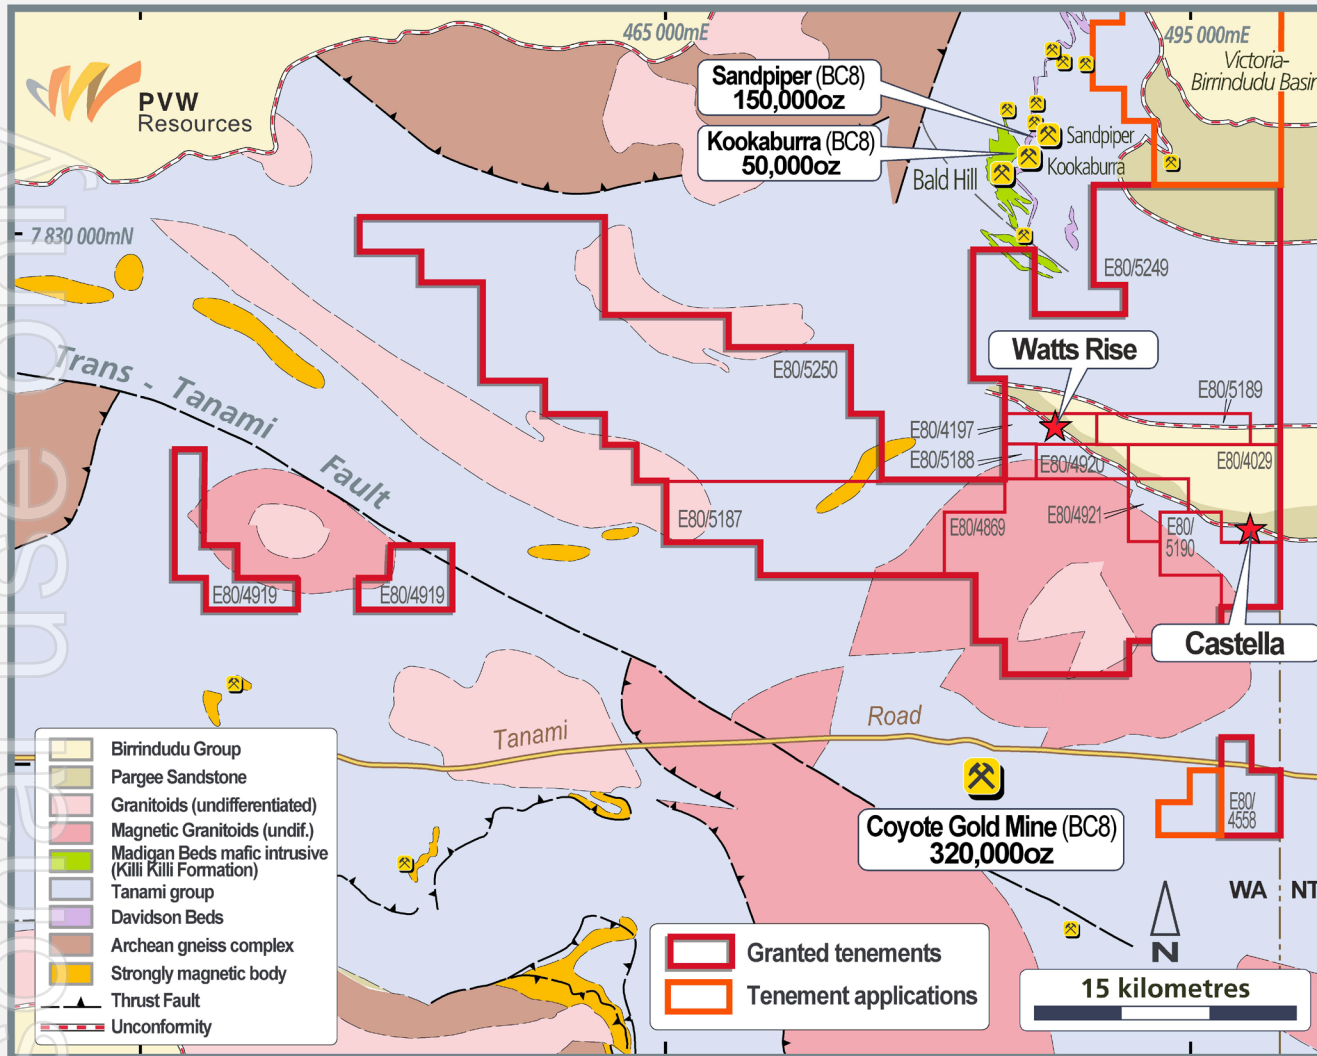 465 000mE
495 000mE
Victoria-
Birrindudu Basin
PVW
Resources
Sandpiper (BC8)
150,000oz
Kookaburra (BC8)
50,000oz
Sandpiper
Kookaburra
Bald Hill
7 830 000mN
E80/5249
Watts Rise
Trans - Tanami
Fault
E80/5250
E80/5189
E80/4197
E80/5188
E80/4920
E80/4029
E80/5187
E80/4869
E80/4921
E80/
5190
E80/4919
E80/4919
Castella
Tanami
Road
Coyote Gold Mine (BC8)
320,000oz
E80/
4558
WA
NT
N
15 kilometres
Birrindudu Group
Pargee Sandstone
Granitoids (undifferentiated)
Magnetic Granitoids (undif.)
Madigan Beds mafic intrusive
(Killi Killi Formation)
Tanami group
Davidson Beds
Archean gneiss complex
Strongly magnetic body
Thrust Fault
Unconformity
Granted tenements
Tenement applications
personal use only